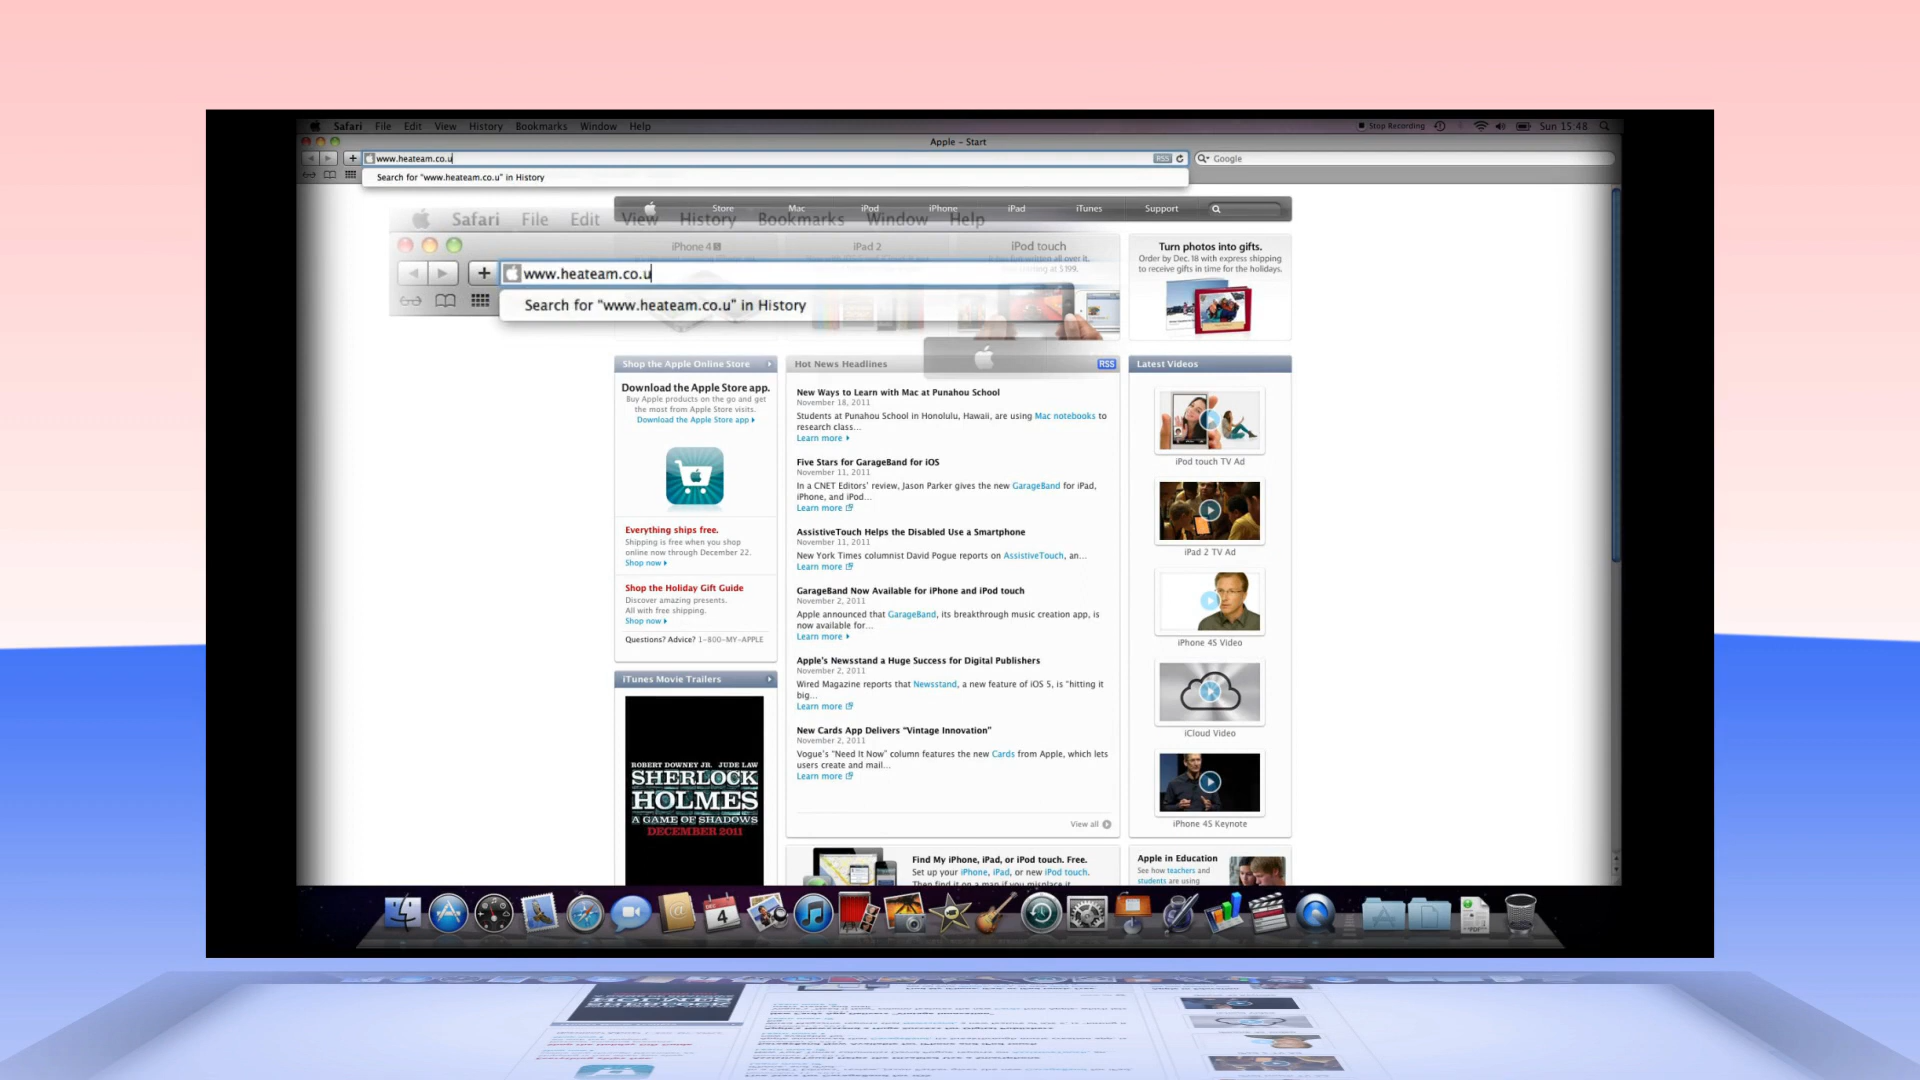 Safari File Edit View History Bookmarks Window Help
Stop Recording
Sun 15:48
Apple – Start
www.heateam.co.u
RSS
Google
Search for "www.heateam.co.u" in History
Store Mac iPod iPhone iPad iTunes Support
Safari File Edit View History Bookmarks Window Help
www.heateam.co.u
Search for "www.heateam.co.u" in History
iPhone 4S
iPad 2
iPod touch
Turn photos into gifts.
Order by Dec. 18 with express shipping
to receive gifts in time for the holidays.
Shop the Apple Online Store
Download the Apple Store app.
Buy Apple products on the go and get
the most from Apple Store visits.
Download the Apple Store app
Everything ships free.
Shipping is free when you shop
online now through December 22.
Shop now
Shop the Holiday Gift Guide
Discover amazing presents.
All with free shipping.
Shop now
Questions? Advice? 1-800-MY-APPLE
iTunes Movie Trailers
ROBERT DOWNEY JR. JUDE LAW
SHERLOCK
HOLMES
A GAME OF SHADOWS
DECEMBER 2011
Hot News Headlines
RSS
New Ways to Learn with Mac at Punahou School
November 18, 2011
Students at Punahou School in Honolulu, Hawaii, are using Mac notebooks to
research class...
Learn more
Five Stars for GarageBand for iOS
November 11, 2011
In a CNET Editors' review, Jason Parker gives the new GarageBand for iPad,
iPhone, and iPod...
Learn more
AssistiveTouch Helps the Disabled Use a Smartphone
November 11, 2011
New York Times columnist David Pogue reports on AssistiveTouch, an...
Learn more
GarageBand Now Available for iPhone and iPod touch
November 2, 2011
Apple announced that GarageBand, its breakthrough music creation app, is
now available for...
Learn more
Apple's Newsstand a Huge Success for Digital Publishers
November 2, 2011
Wired Magazine reports that Newsstand, a new feature of iOS 5, is "hitting it
big...
Learn more
New Cards App Delivers "Vintage Innovation"
November 2, 2011
Vogue's "Need It Now" column features the new Cards from Apple, which lets
users create and mail...
Learn more
View all
Find My iPhone, iPad, or iPod touch. Free.
Set up your iPhone, iPad, or new iPod touch.
Then find it on a map if you misplace it.
Latest Videos
iPod touch TV Ad
iPad 2 TV Ad
iPhone 4S Video
iCloud Video
iPhone 4S Keynote
Apple in Education
See how teachers and
students are using
DEC
4
PDF